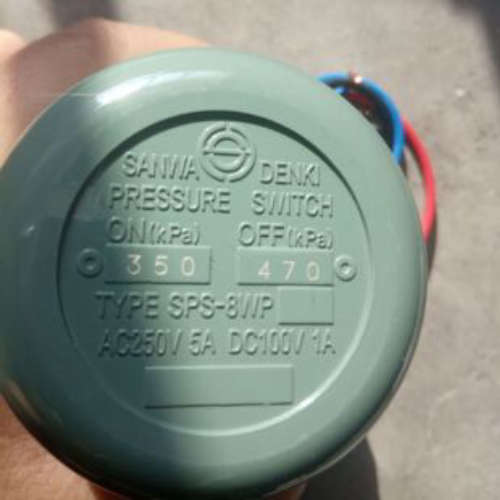 SANWA DENKI
PRESSURE SWITCH
ON(kPa) OFF(kPa)
350 470
TYPE SPS-8WP
AC250V 5A DC100V 1A